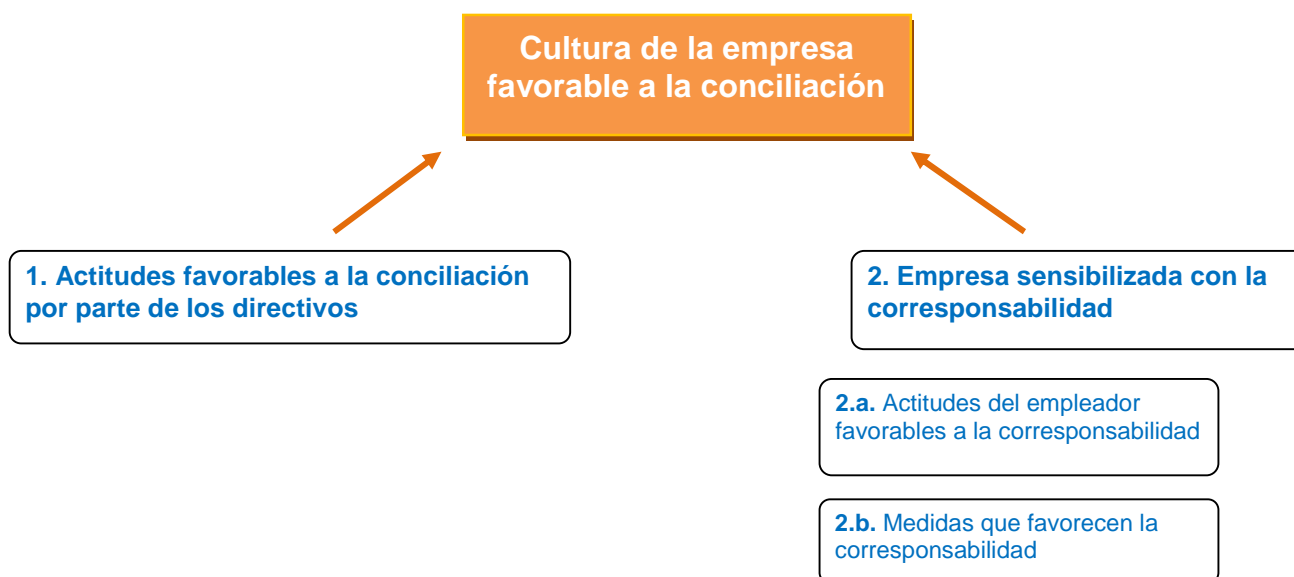 Cultura de la empresa
favorable a la conciliación
1. Actitudes favorables a la conciliación
por parte de los directivos
2. Empresa sensibilizada con la
corresponsabilidad
2.a. Actitudes del empleador
favorables a la corresponsabilidad
2.b. Medidas que favorecen la
corresponsabilidad